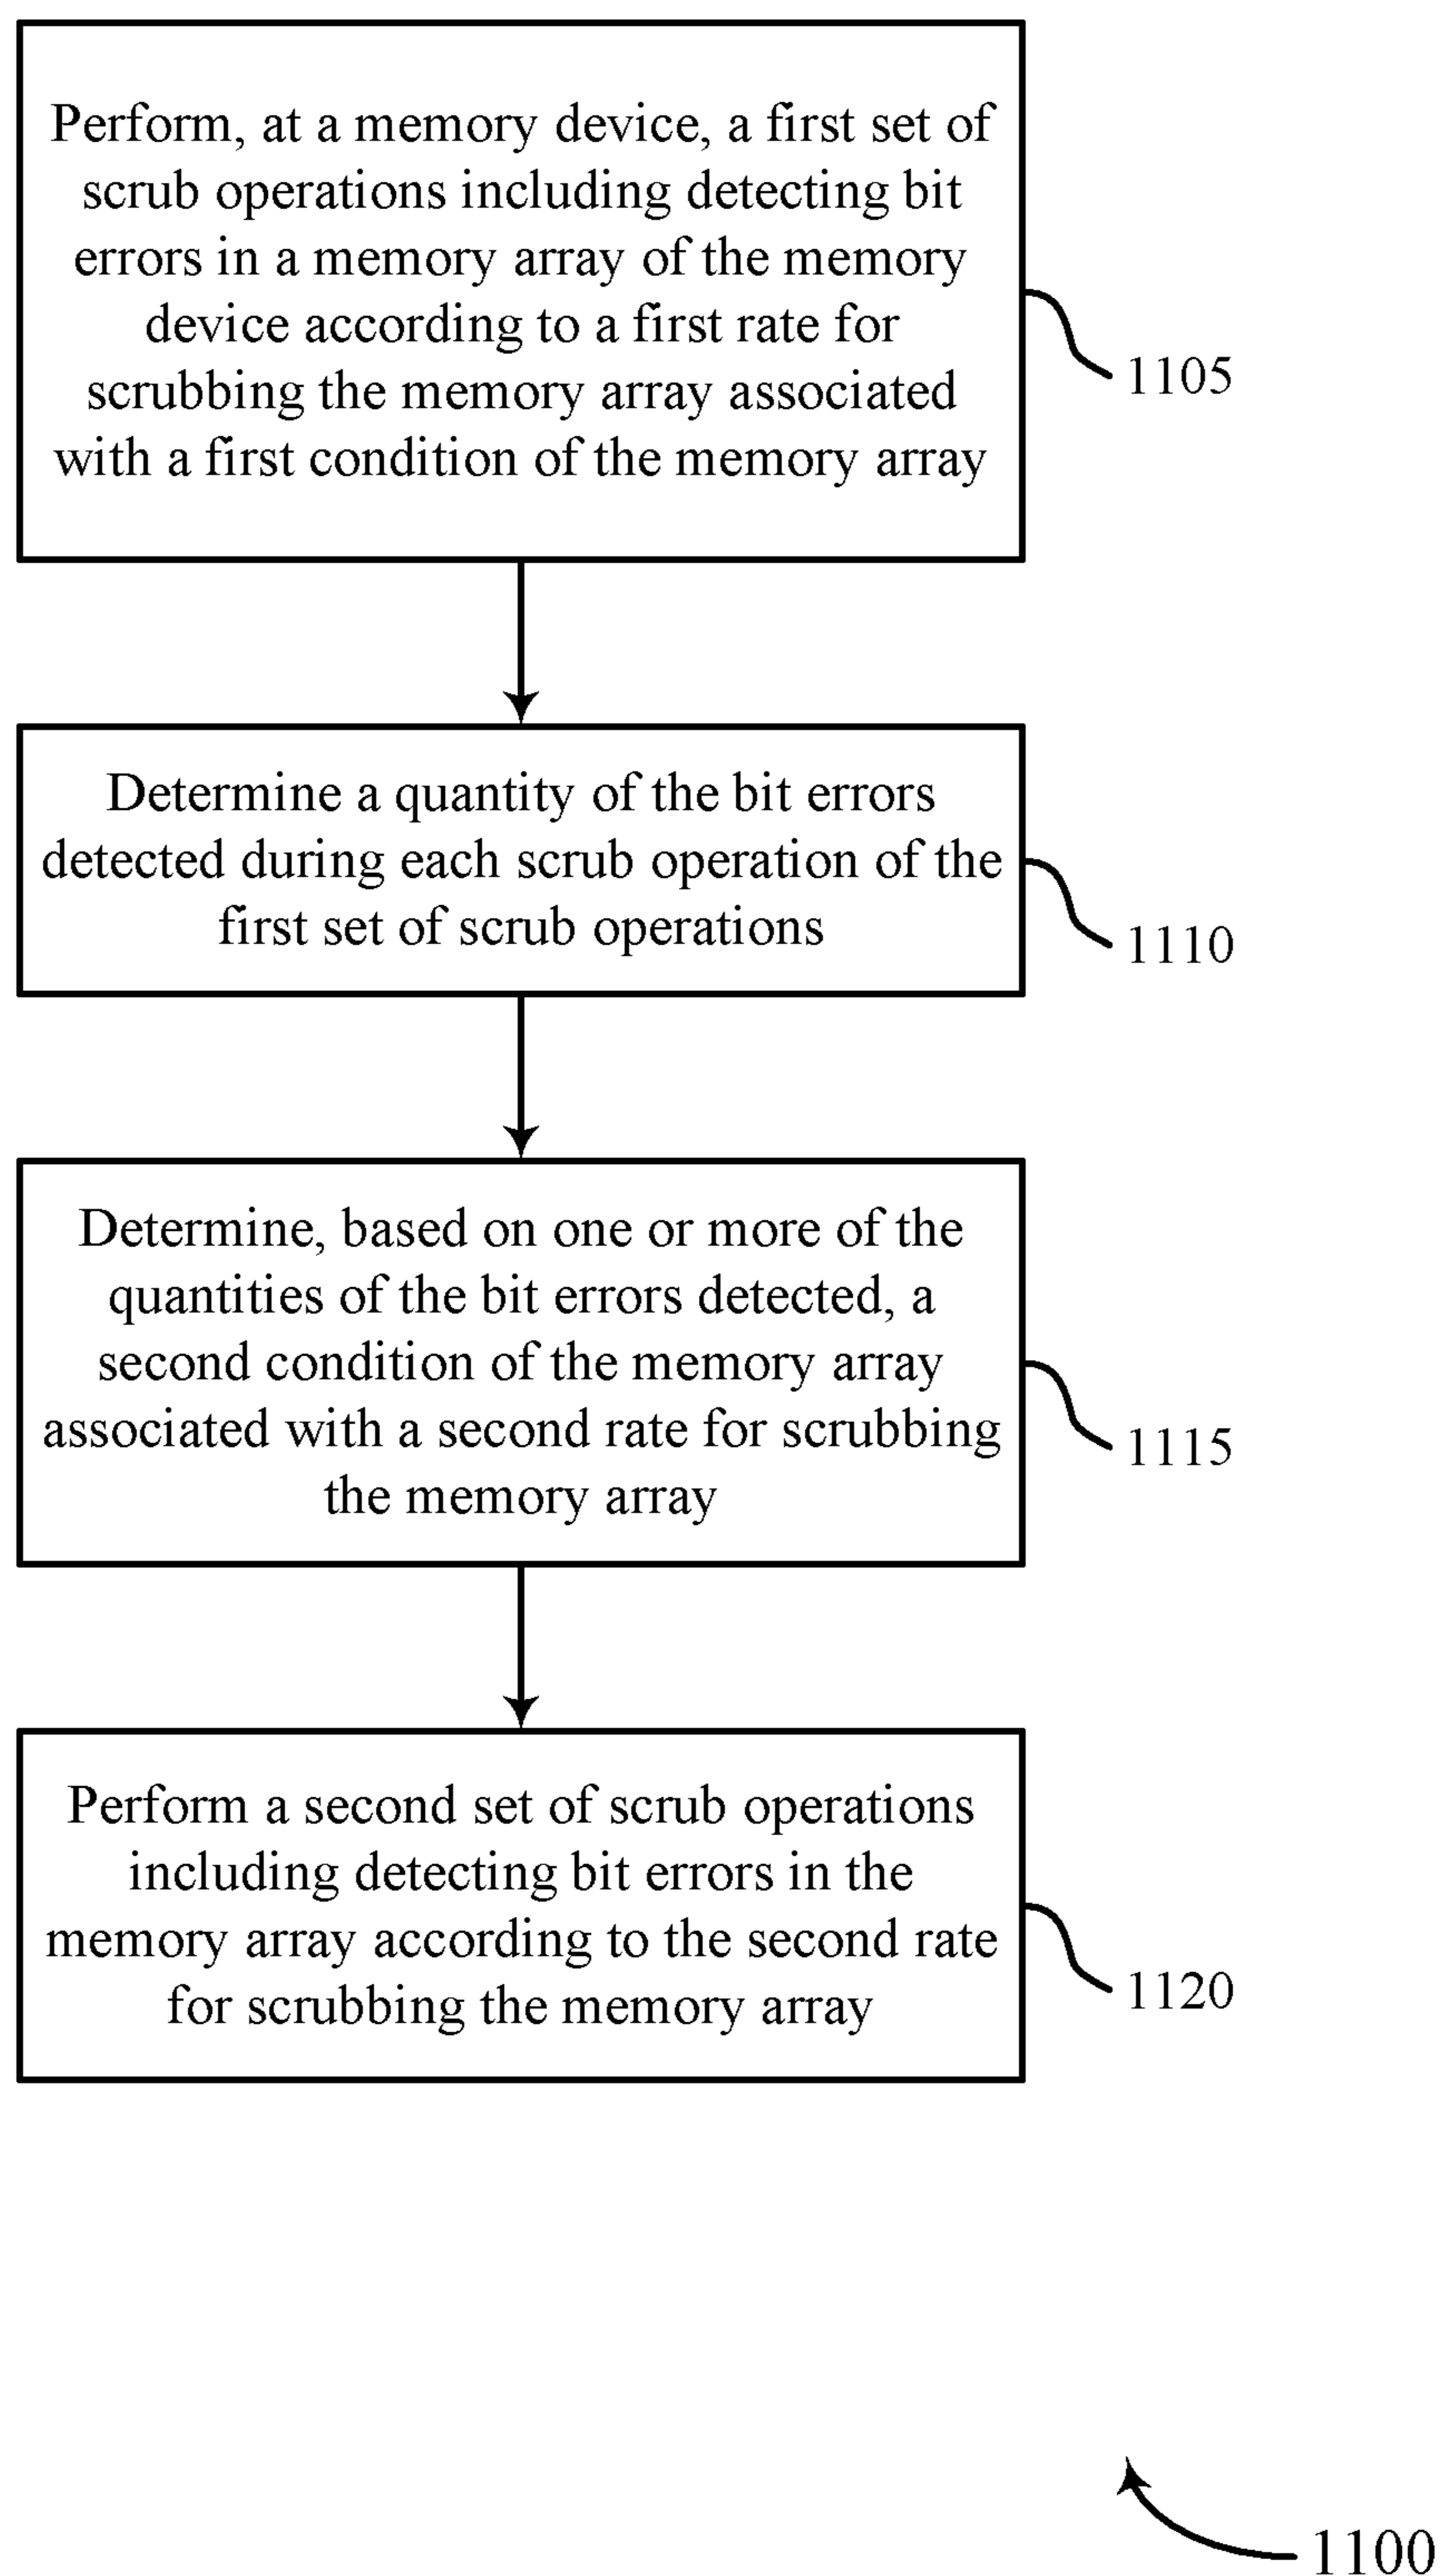 Perform, at a memory device, a first set of
scrub operations including detecting bit
errors in a memory array of the memory
device according to a first rate for
scrubbing the memory array associated
with a first condition of the memory array
1105
Determine a quantity of the bit errors
detected during each scrub operation of the
first set of scrub operations
1110
Determine, based on one or more of the
quantities of the bit errors detected, a
second condition of the memory array
associated with a second rate for scrubbing
the memory array
1115
Perform a second set of scrub operations
including detecting bit errors in the
memory array according to the second rate
for scrubbing the memory array
1120
1100